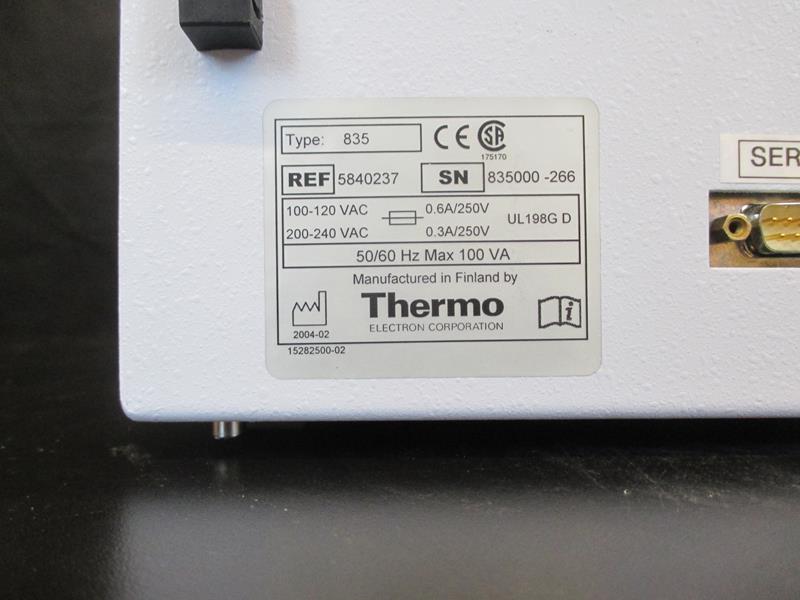 Type: 835
CE SA
175170
REF 5840237 SN 835000 -266
100-120 VAC 0.6A/250V
200-240 VAC 0.3A/250V
UL198G D
50/60 Hz Max 100 VA
Manufactured in Finland by
Thermo
ELECTRON CORPORATION
i
2004-02
15282500-02
SER